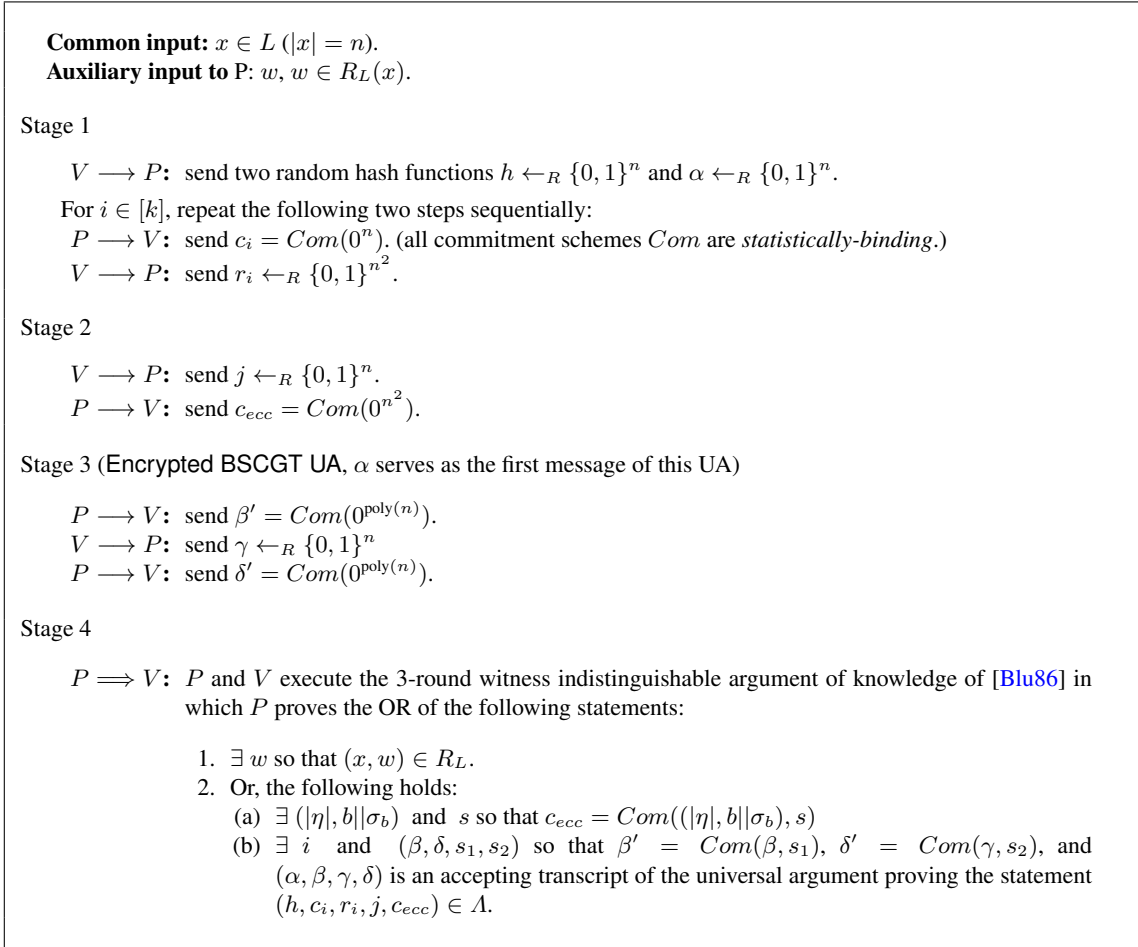 Common input: x ∈ L (|x| = n).
Auxiliary input to P: w, w ∈ R_L(x).
Stage 1
V ⟶ P: send two random hash functions h ←_R {0, 1}^n and α ←_R {0, 1}^n.
For i ∈ [k], repeat the following two steps sequentially:
P ⟶ V: send c_i = Com(0^n). (all commitment schemes Com are statistically-binding.)
V ⟶ P: send r_i ←_R {0, 1}^{n^2}.
Stage 2
V ⟶ P: send j ←_R {0, 1}^n.
P ⟶ V: send c_{ecc} = Com(0^{n^2}).
Stage 3 (Encrypted BSCGT UA, α serves as the first message of this UA)
P ⟶ V: send β′ = Com(0^{poly(n)}).
V ⟶ P: send γ ←_R {0, 1}^n
P ⟶ V: send δ′ = Com(0^{poly(n)}).
Stage 4
P ⟹ V: P and V execute the 3-round witness indistinguishable argument of knowledge of [Blu86] in
which P proves the OR of the following statements:
1. ∃ w so that (x, w) ∈ R_L.
2. Or, the following holds:
(a) ∃ (|η|, b||σ_b) and s so that c_{ecc} = Com((|η|, b||σ_b), s)
(b) ∃ i and (β, δ, s_1, s_2) so that β′ = Com(β, s_1), δ′ = Com(γ, s_2), and
(α, β, γ, δ) is an accepting transcript of the universal argument proving the statement
(h, c_i, r_i, j, c_{ecc}) ∈ Λ.